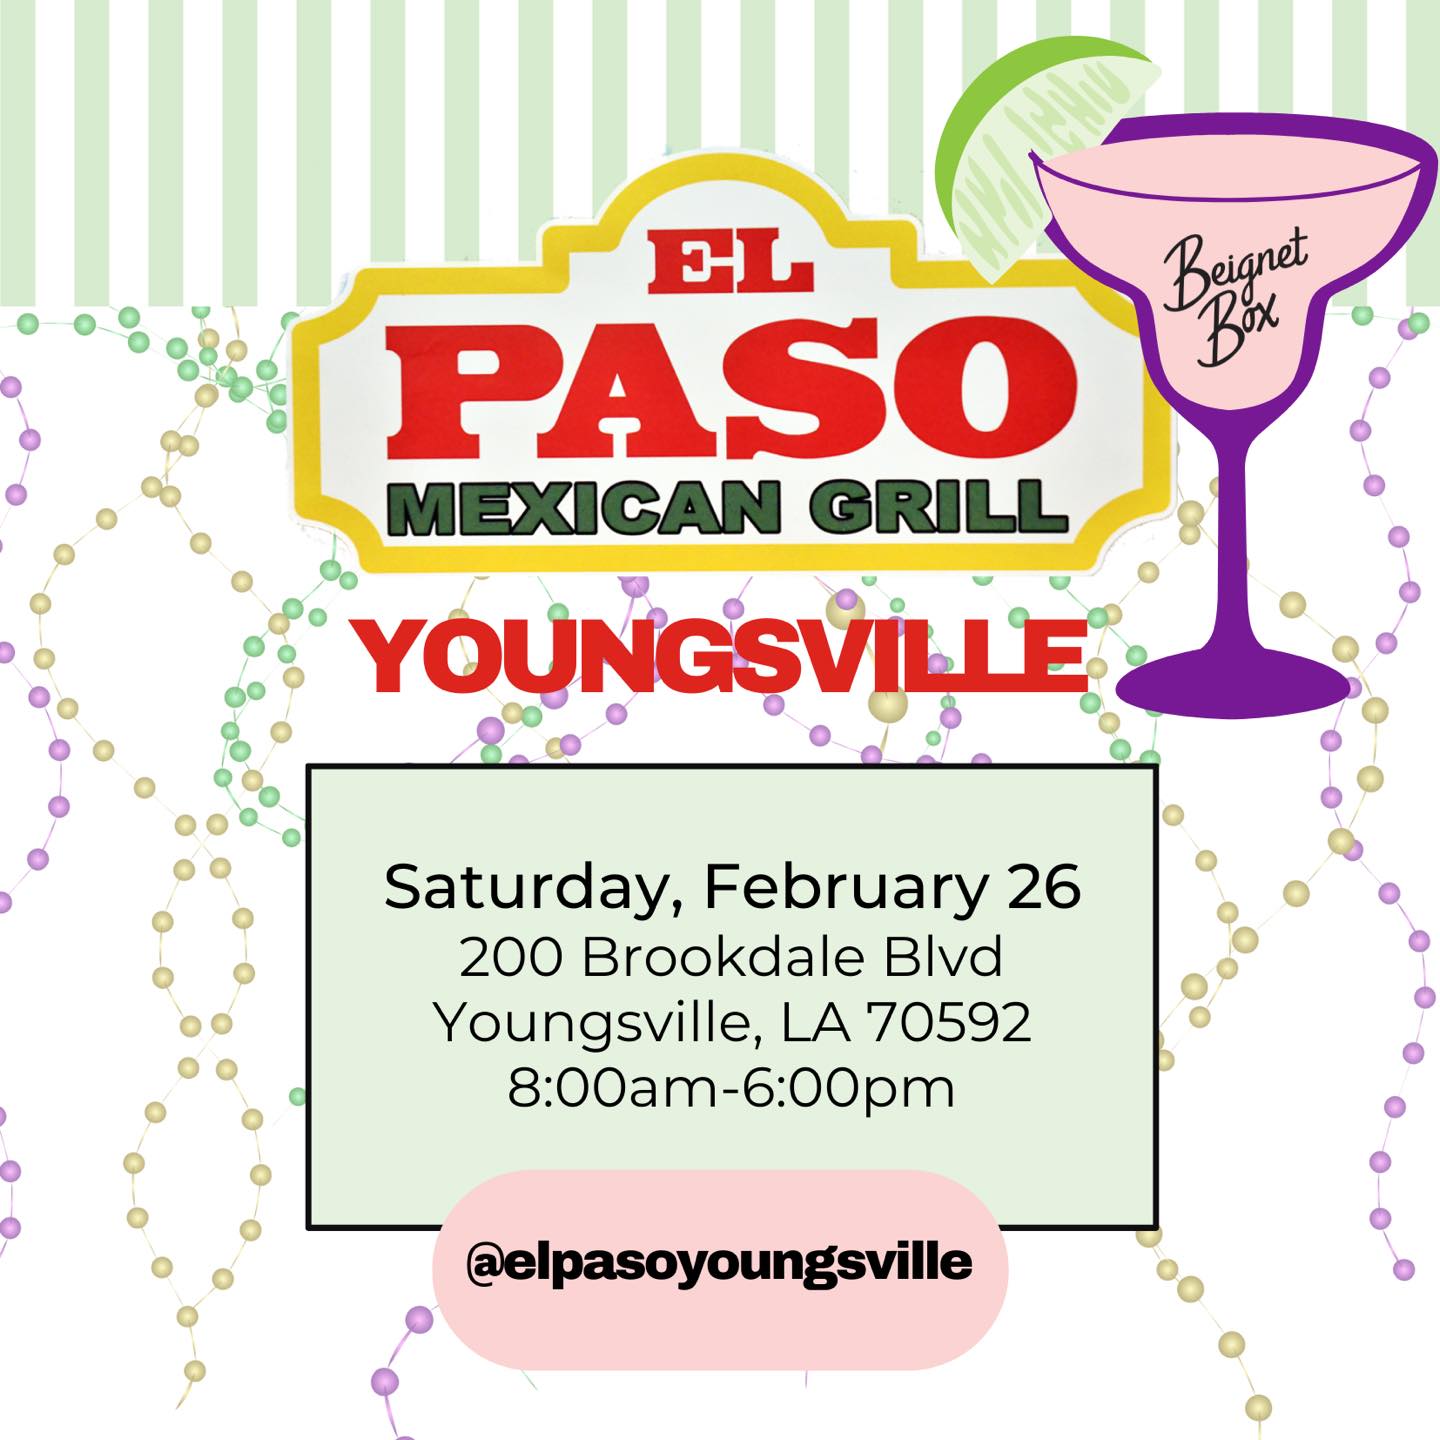 EL
PASO
MEXICAN GRILL
Beignet
Box
YOUNGSVILLE
Saturday, February 26
200 Brookdale Blvd
Youngsville, LA 70592
8:00am-6:00pm
@elpasoyoungsville